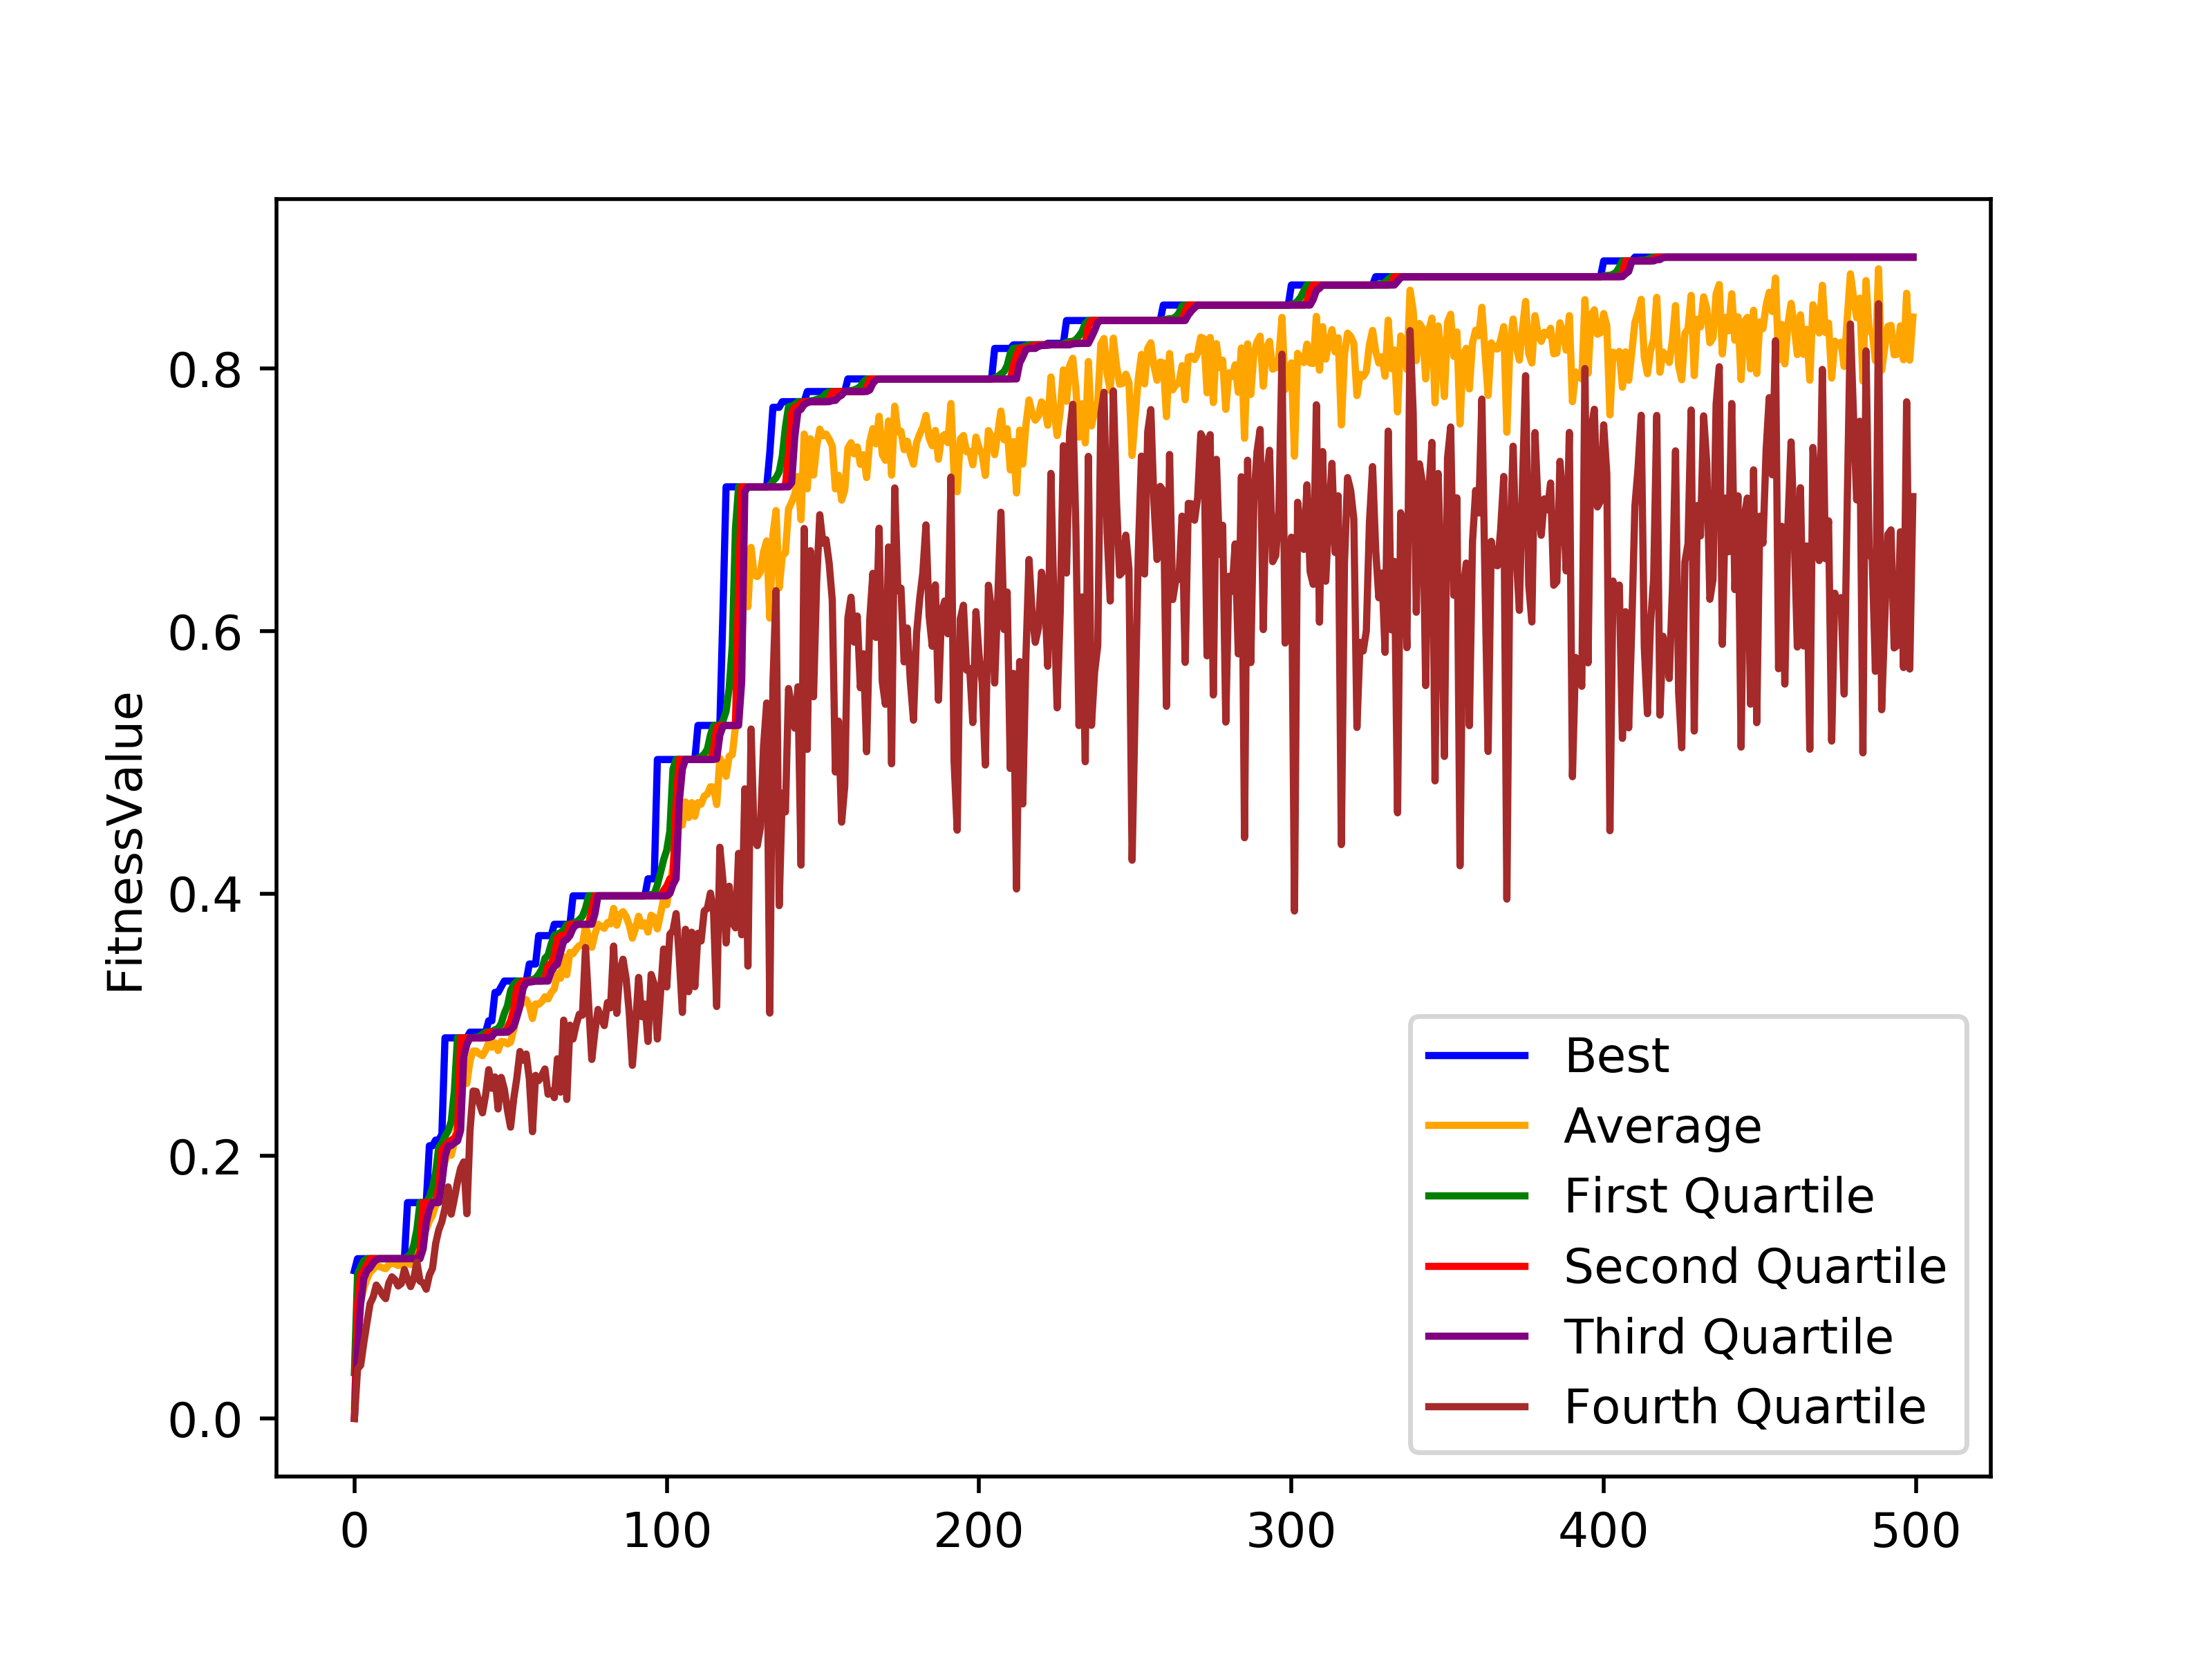 FitnessValue
0.8
0.6
0.4
0.2
0.0
0
100
200
300
400
500
Best
Average
First Quartile
Second Quartile
Third Quartile
Fourth Quartile